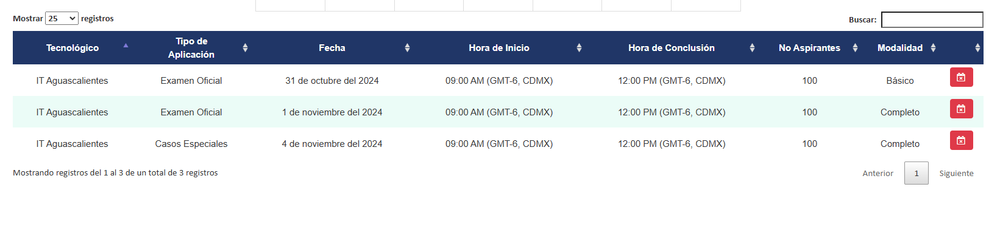 Mostrar 25 registros
Buscar:
Tecnológico Tipo de Aplicación Fecha Hora de Inicio Hora de Conclusión No Aspirantes Modalidad
IT Aguascalientes Examen Oficial 31 de octubre del 2024 09:00 AM (GMT-6, CDMX) 12:00 PM (GMT-6, CDMX) 100 Básico
IT Aguascalientes Examen Oficial 1 de noviembre del 2024 09:00 AM (GMT-6, CDMX) 12:00 PM (GMT-6, CDMX) 100 Completo
IT Aguascalientes Casos Especiales 4 de noviembre del 2024 09:00 AM (GMT-6, CDMX) 12:00 PM (GMT-6, CDMX) 100 Completo
Mostrando registros del 1 al 3 de un total de 3 registros
Anterior 1 Siguiente